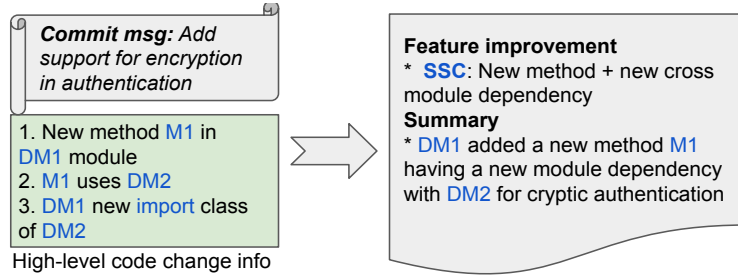 Commit msg: Add
support for encryption
in authentication
1. New method M1 in
DM1 module
2. M1 uses DM2
3. DM1 new import class
of DM2
High-level code change info
Feature improvement
* SSC: New method + new cross
module dependency
Summary
* DM1 added a new method M1
having a new module dependency
with DM2 for cryptic authentication